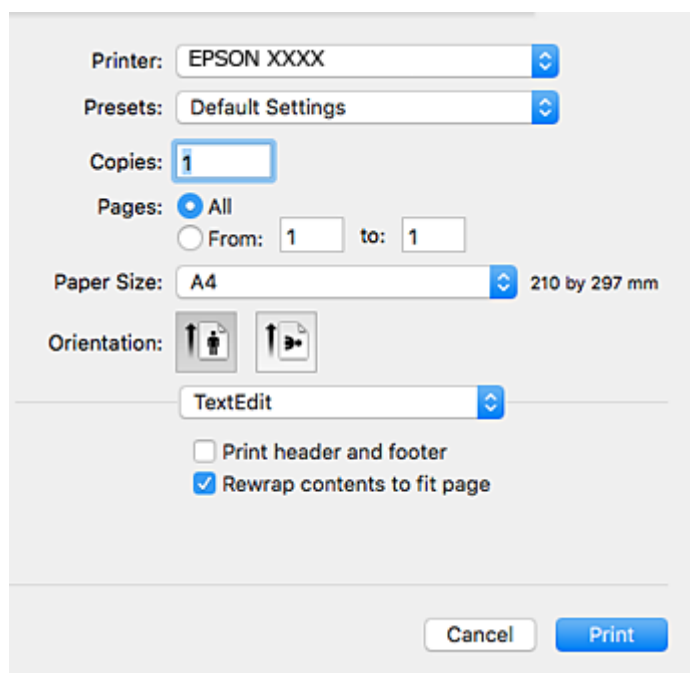 Printer: EPSON XXXX
Presets: Default Settings
Copies: 1
Pages: All
From: 1 to: 1
Paper Size: A4 210 by 297 mm
Orientation:
TextEdit
Print header and footer
Rewrap contents to fit page
Cancel Print